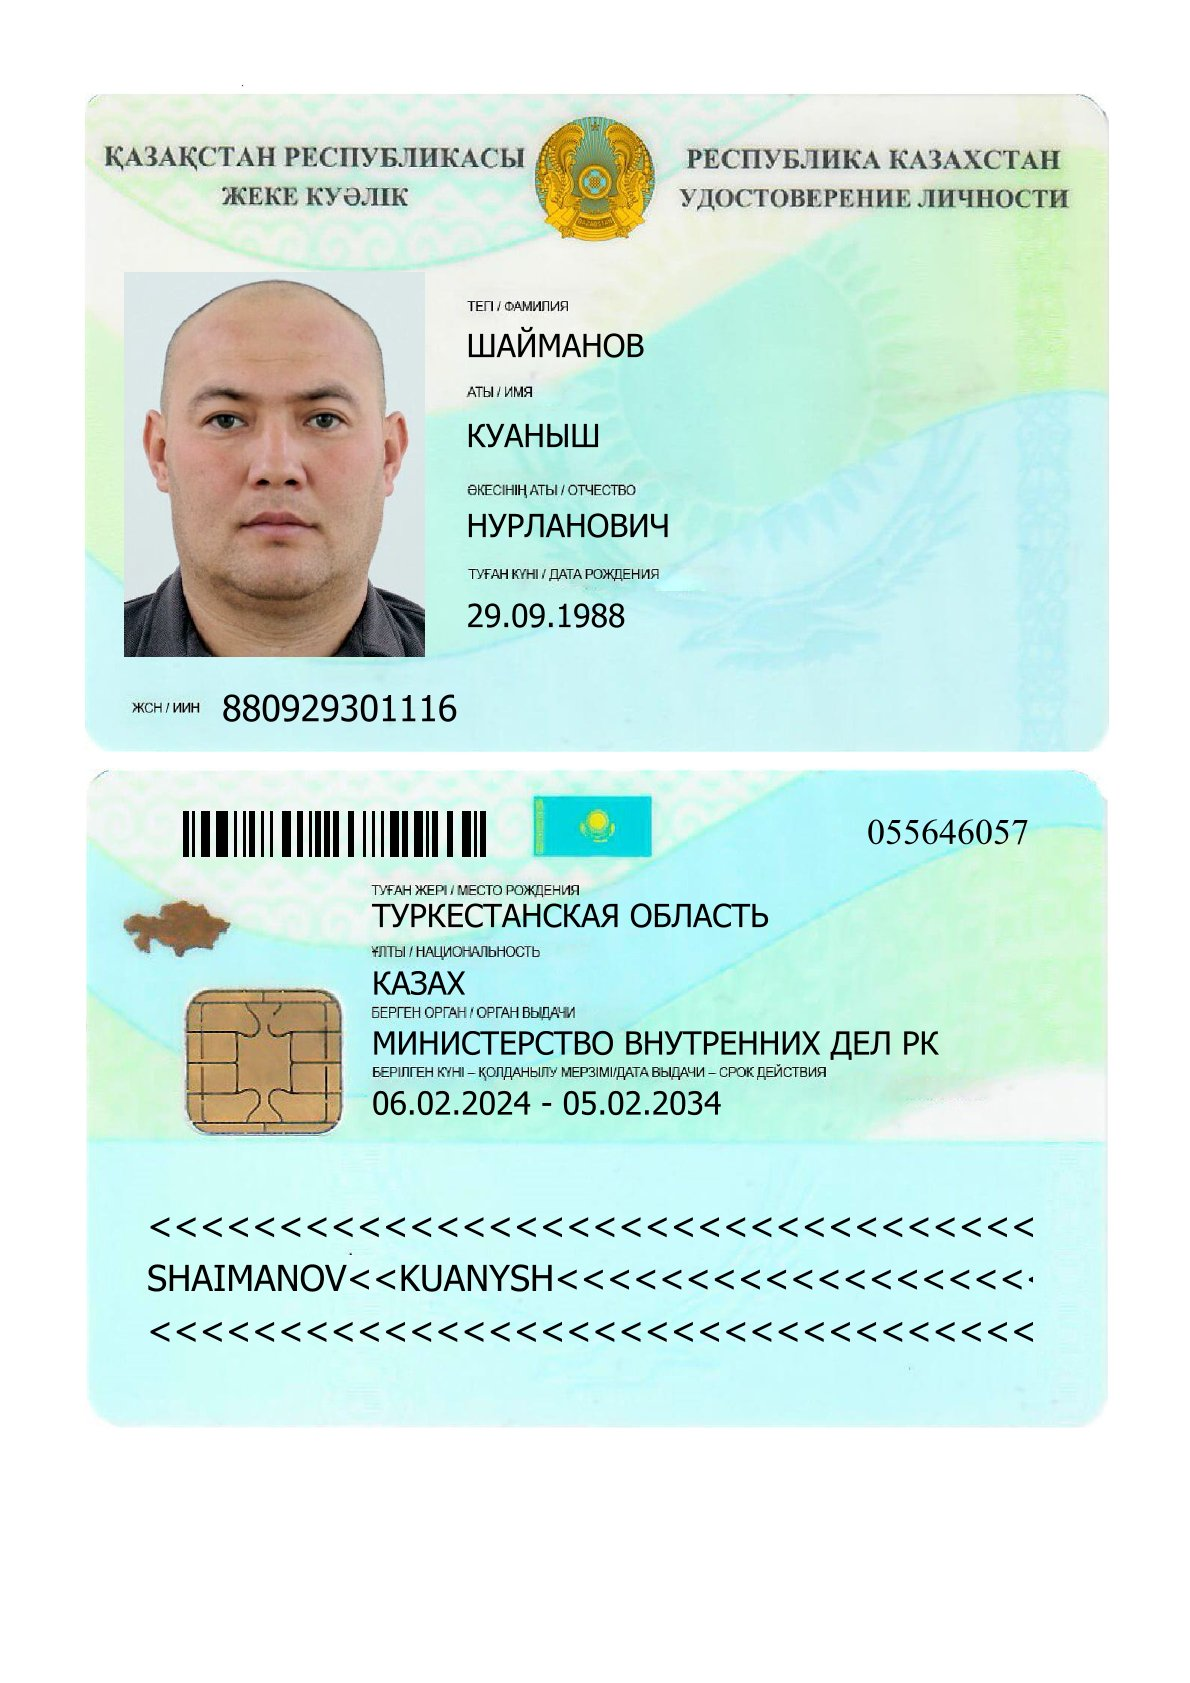 ҚАЗАҚСТАН РЕСПУБЛИКАСЫ
ЖЕКЕ КУӘЛІК
РЕСПУБЛИКА КАЗАХСТАН
УДОСТОВЕРЕНИЕ ЛИЧНОСТИ
ТЕГІ / ФАМИЛИЯ
ШАЙМАНОВ
АТЫ / ИМЯ
КУАНЫШ
ӘКЕСІНІҢ АТЫ / ОТЧЕСТВО
НУРЛАНОВИЧ
ТУҒАН КҮНІ / ДАТА РОЖДЕНИЯ
29.09.1988
ЖСН / ИИН 880929301116
055646057
ТУҒАН ЖЕРІ / МЕСТО РОЖДЕНИЯ
ТУРКЕСТАНСКАЯ ОБЛАСТЬ
ҰЛТЫ / НАЦИОНАЛЬНОСТЬ
КАЗАХ
БЕРГЕН ОРГАН / ОРГАН ВЫДАЧИ
МИНИСТЕРСТВО ВНУТРЕННИХ ДЕЛ РК
БЕРІЛГЕН КҮНІ – ҚОЛДАНЫЛУ МЕРЗІМІ/ДАТА ВЫДАЧИ – СРОК ДЕЙСТВИЯ
06.02.2024 - 05.02.2034
<<<<<<<<<<<<<<<<<<<<<<<<<<<<<<<<<<
SHAIMANOV<<KUANYSH<<<<<<<<<<<<<<<<<<
<<<<<<<<<<<<<<<<<<<<<<<<<<<<<<<<<<